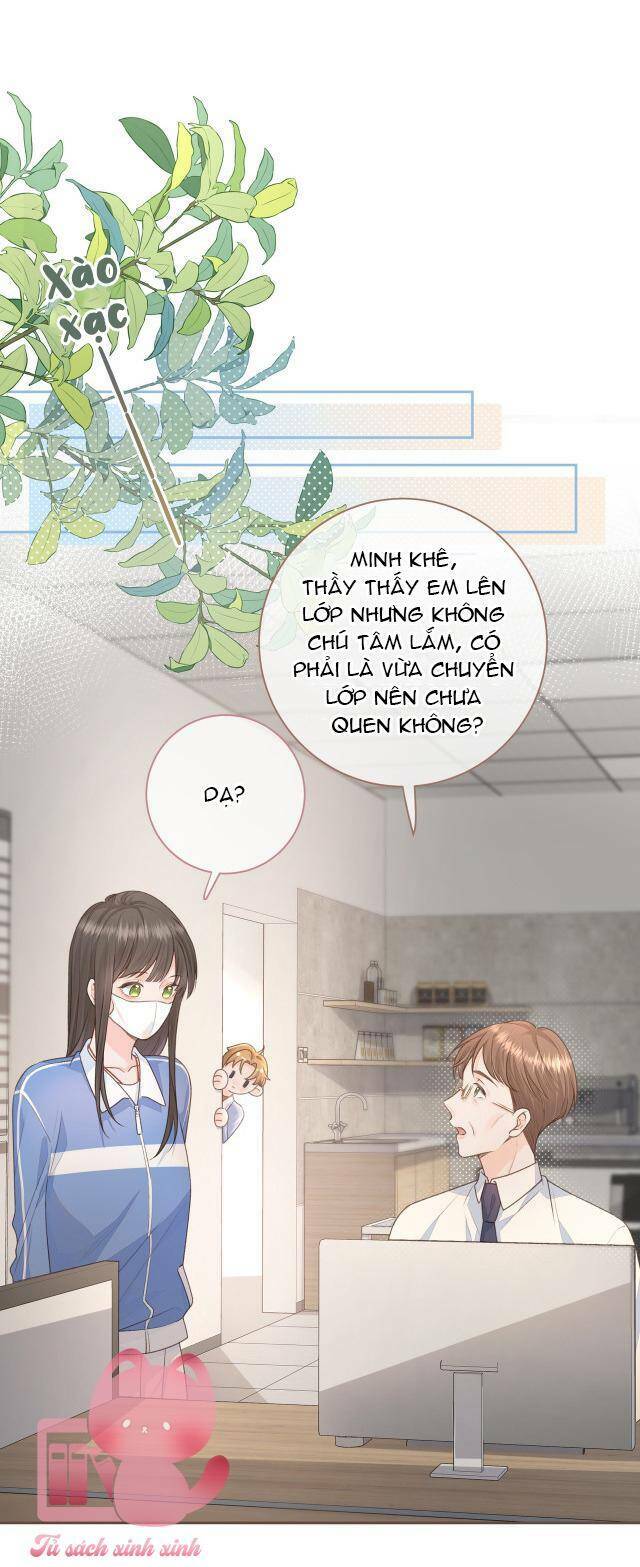 Xào
xạc
MINH KHÊ,
THẦY THẤY EM LÊN
LỚP NHƯNG KHÔNG
CHÚ TÂM LẮM, CÓ
PHẢI LÀ VỪA CHUYỂN
LỚP NÊN CHƯA
QUEN KHÔNG?
DẠ?
Tủ sách xinh xinh